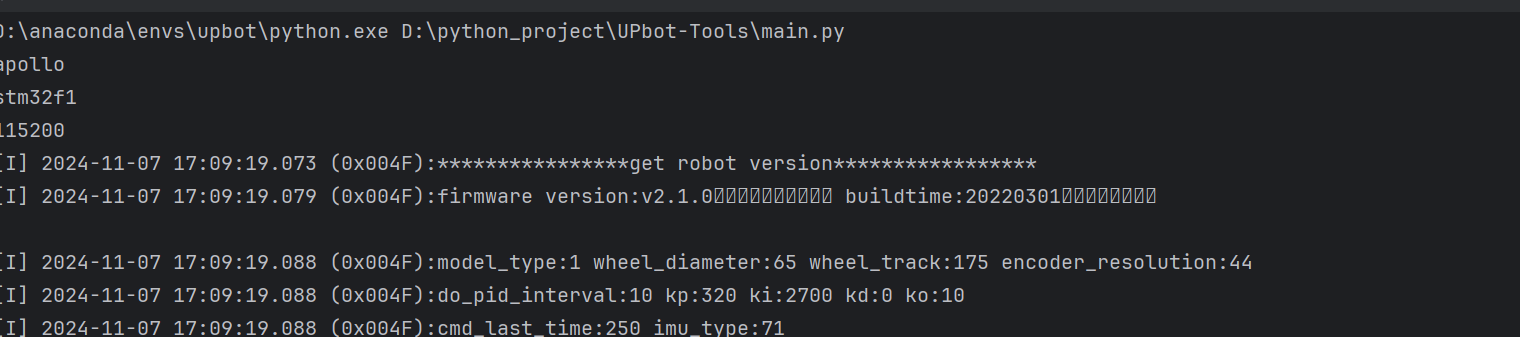 D:\anaconda\envs\upbot\python.exe D:\python_project\UPbot-Tools\main.py
apollo
stm32f1
115200
[I] 2024-11-07 17:09:19.073 (0x004F):****************get robot version*****************
[I] 2024-11-07 17:09:19.079 (0x004F):firmware version:v2.1.0 buildtime:20220301
[I] 2024-11-07 17:09:19.088 (0x004F):model_type:1 wheel_diameter:65 wheel_track:175 encoder_resolution:44
[I] 2024-11-07 17:09:19.088 (0x004F):do_pid_interval:10 kp:320 ki:2700 kd:0 ko:10
[I] 2024-11-07 17:09:19.088 (0x004F):cmd_last_time:250 imu_type:71